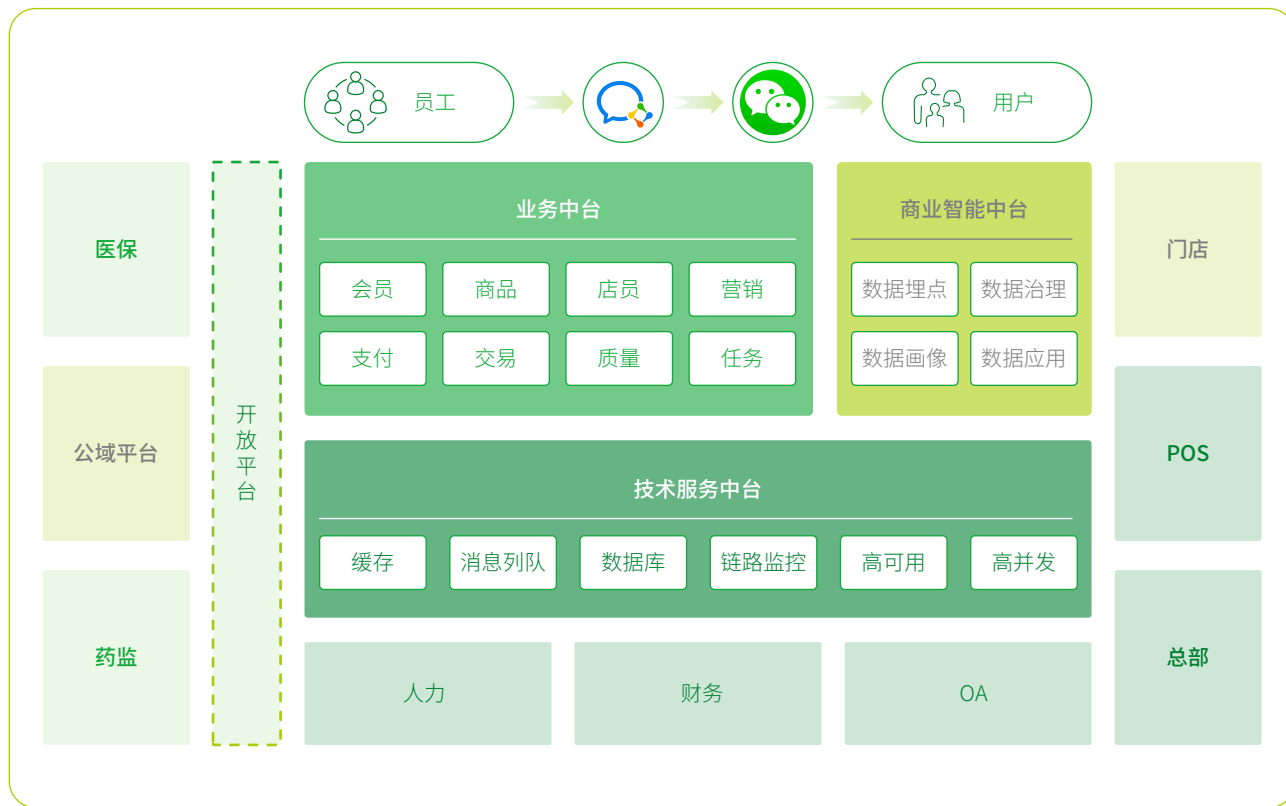 员工
用户
医保
公域平台
药监
开放平台
业务中台
会员
商品
店员
营销
支付
交易
质量
任务
商业智能中台
数据埋点
数据治理
数据画像
数据应用
技术服务中台
缓存
消息列队
数据库
链路监控
高可用
高并发
人力
财务
OA
门店
POS
总部